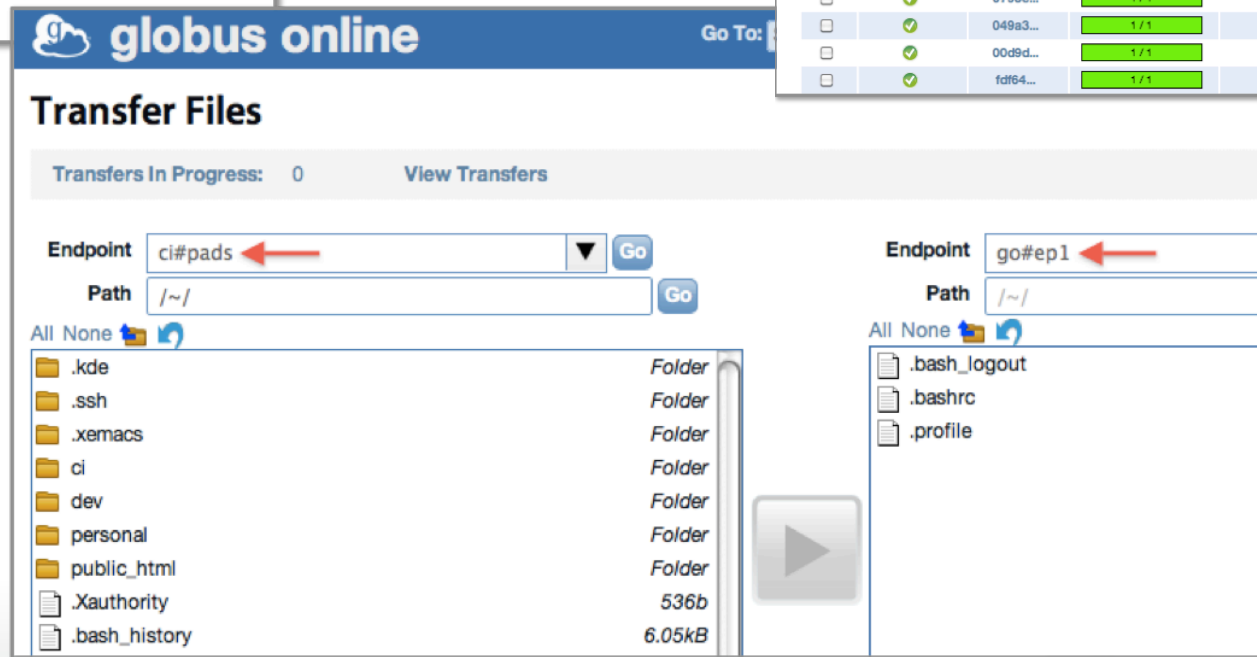 globus online Go To:
049a3... 1/1
00d9d... 1/1
fdf64... 1/1
Transfer Files
Transfers In Progress: 0 View Transfers
Endpoint ci#pads Go
Path /~/ Go
All None
.kde Folder
.ssh Folder
.xemacs Folder
ci Folder
dev Folder
personal Folder
public_html Folder
.Xauthority 536b
.bash_history 6.05kB
Endpoint go#ep1
Path /~/
All None
.bash_logout
.bashrc
.profile